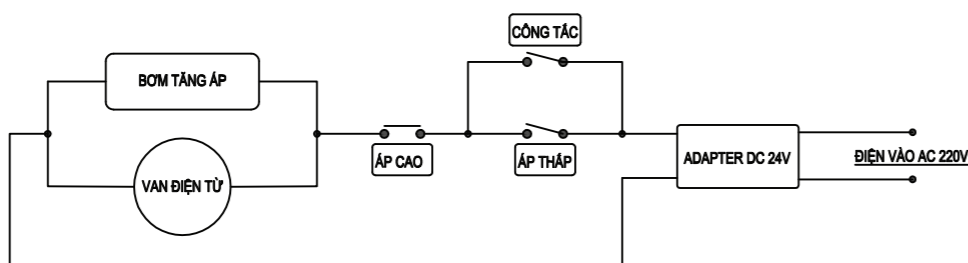 CÔNG TẮC
BƠM TĂNG ÁP
ÁP CAO
ÁP THẤP
ADAPTER DC 24V
ĐIỆN VÀO AC 220V
VAN ĐIỆN TỪ